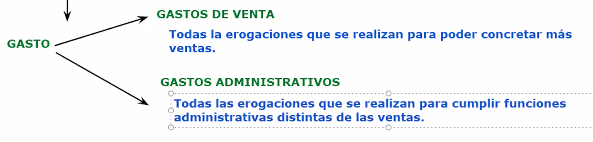 GASTOS DE VENTA
Todas la erogaciones que se realizan para poder concretar más
ventas.
GASTO
GASTOS ADMINISTRATIVOS
Todas las erogaciones que se realizan para cumplir funciones
administrativas distintas de las ventas.